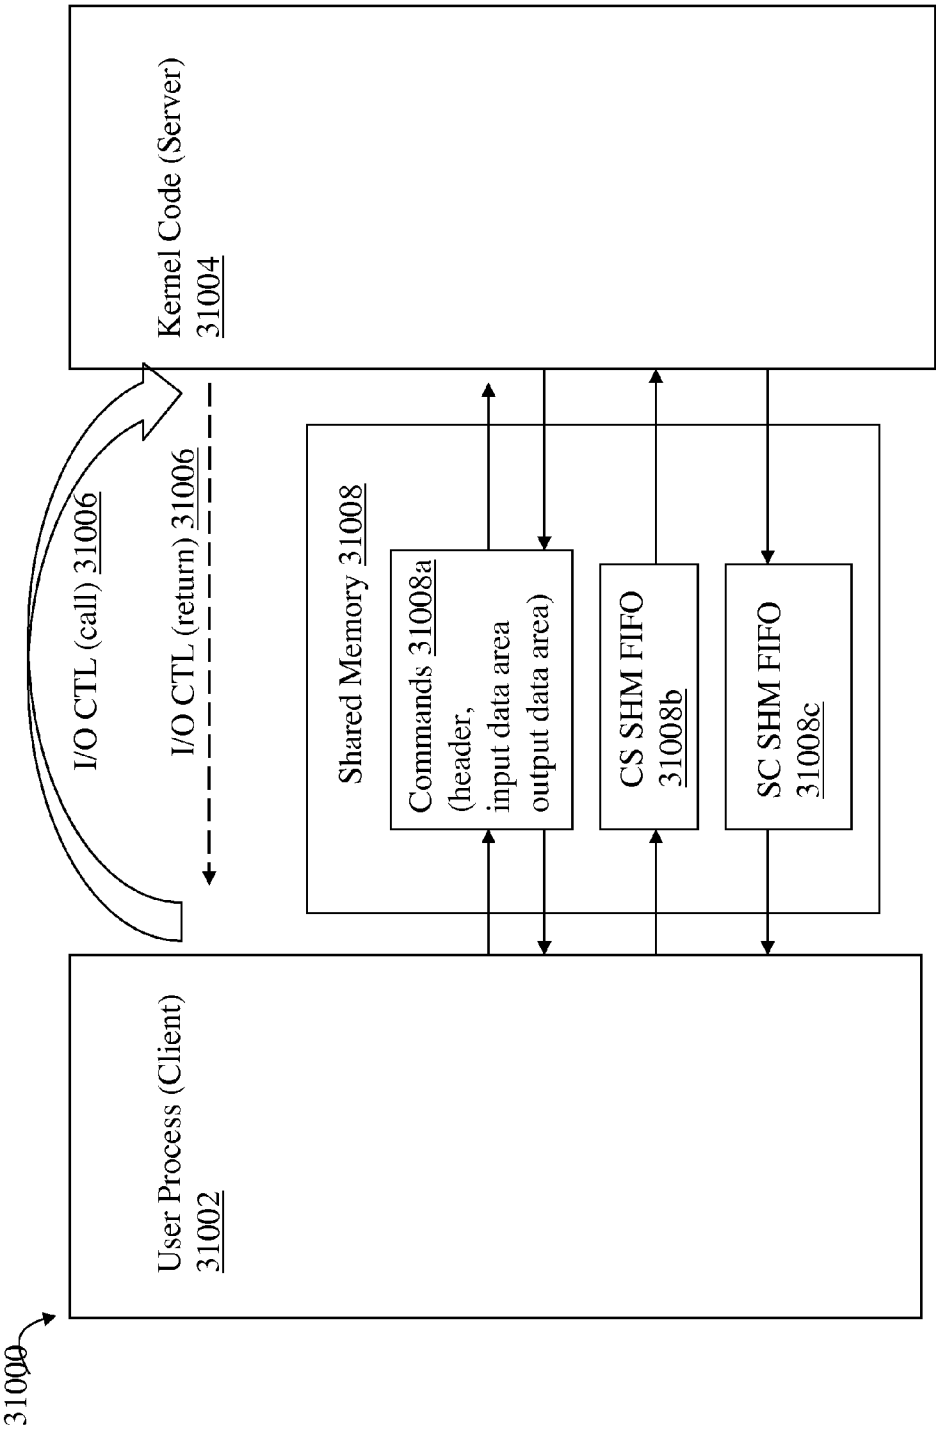 31000
I/O CTL (call) 31006
I/O CTL (return) 31006
User Process (Client)
31002
Shared Memory 31008
Commands 31008a
(header,
input data area
output data area)
CS SHM FIFO
31008b
SC SHM FIFO
31008c
Kernel Code (Server)
31004